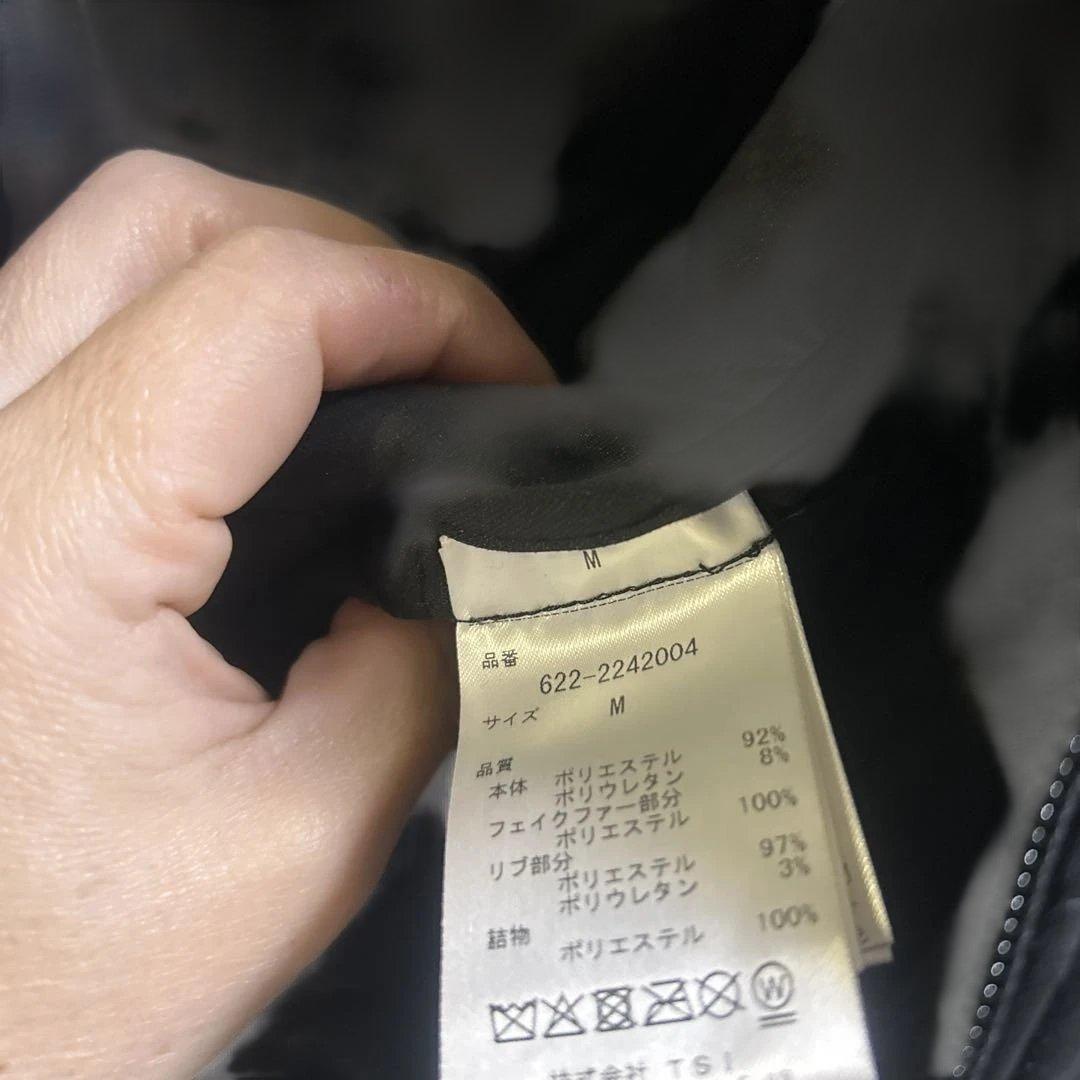 M
品番
622-2242004
サイズ M
品質
本体 ポリエステル 92%
ポリウレタン 8%
フェイクファー部分
ポリエステル 100%
リブ部分
ポリエステル 97%
ポリウレタン 3%
詰物
ポリエステル 100%
W
株式会社 TSI